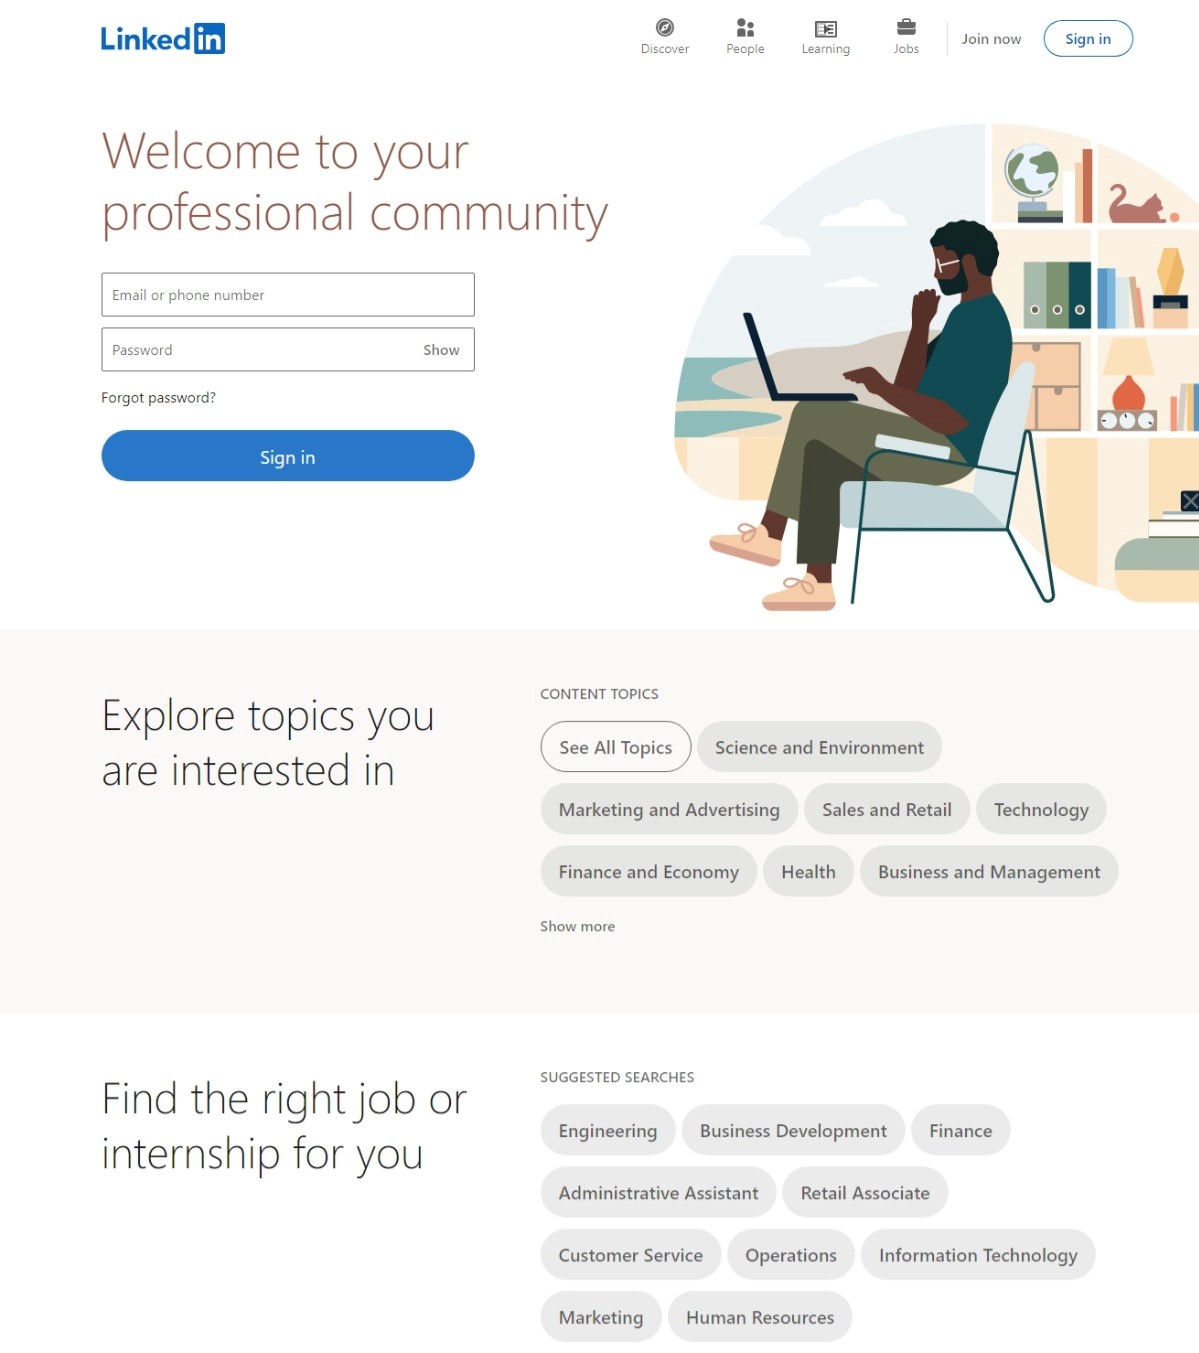 Linked in
Discover
People
Learning
Jobs
Join now
Sign in
Welcome to your
professional community
Email or phone number
Password
Show
Forgot password?
Sign in
Explore topics you
are interested in
CONTENT TOPICS
See All Topics
Science and Environment
Marketing and Advertising
Sales and Retail
Technology
Finance and Economy
Health
Business and Management
Show more
Find the right job or
internship for you
SUGGESTED SEARCHES
Engineering
Business Development
Finance
Administrative Assistant
Retail Associate
Customer Service
Operations
Information Technology
Marketing
Human Resources